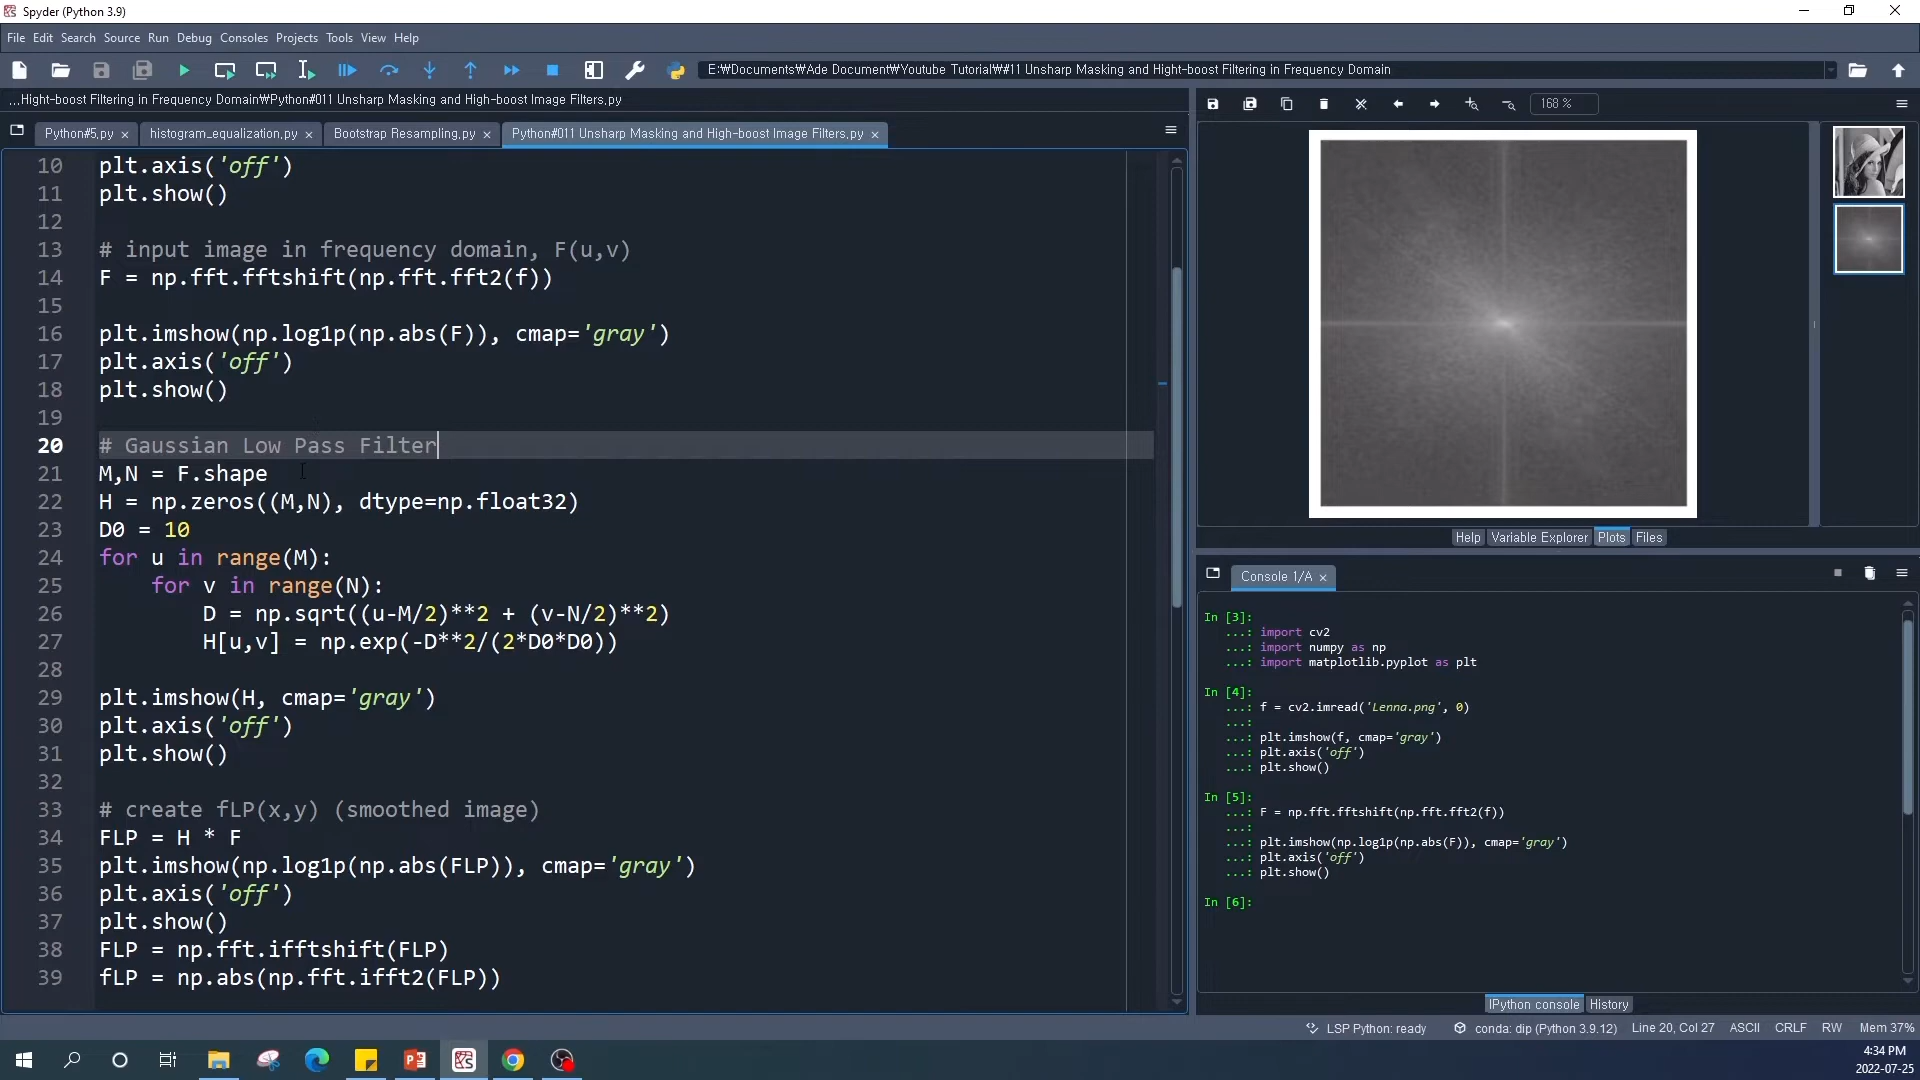 Spyder (Python 3.9)
File Edit Search Source Run Debug Consoles Projects Tools View Help
E:₩Documents₩Ade Document₩Youtube Tutorial₩#11 Unsharp Masking and Hight-boost Filtering in Frequency Domain
...Hight-boost Filtering in Frequency Domain₩Python#011 Unsharp Masking and High-boost Image Filters.py
Python#5.py × histogram_equalization.py × Bootstrap Resampling.py × Python#011 Unsharp Masking and High-boost Image Filters.py ×
10 plt.axis('off')
11 plt.show()
12
13 # input image in frequency domain, F(u,v)
14 F = np.fft.fftshift(np.fft.fft2(f))
15
16 plt.imshow(np.log1p(np.abs(F)), cmap='gray')
17 plt.axis('off')
18 plt.show()
19
20 # Gaussian Low Pass Filter
21 M,N = F.shape
22 H = np.zeros((M,N), dtype=np.float32)
23 D0 = 10
24 for u in range(M):
25     for v in range(N):
26         D = np.sqrt((u-M/2)**2 + (v-N/2)**2)
27         H[u,v] = np.exp(-D**2/(2*D0*D0))
28
29 plt.imshow(H, cmap='gray')
30 plt.axis('off')
31 plt.show()
32
33 # create fLP(x,y) (smoothed image)
34 FLP = H * F
35 plt.imshow(np.log1p(np.abs(FLP)), cmap='gray')
36 plt.axis('off')
37 plt.show()
38 FLP = np.fft.ifftshift(FLP)
39 fLP = np.abs(np.fft.ifft2(FLP))
168 %
Help Variable Explorer Plots Files
Console 1/A ×
In [3]:
...: import cv2
...: import numpy as np
...: import matplotlib.pyplot as plt
In [4]:
...: f = cv2.imread('Lenna.png', 0)
...:
...: plt.imshow(f, cmap='gray')
...: plt.axis('off')
...: plt.show()
In [5]:
...: F = np.fft.fftshift(np.fft.fft2(f))
...:
...: plt.imshow(np.log1p(np.abs(F)), cmap='gray')
...: plt.axis('off')
...: plt.show()
In [6]:
IPython console History
LSP Python: ready conda: dip (Python 3.9.12) Line 20, Col 27 ASCII CRLF RW Mem 37%
4:34 PM
2022-07-25